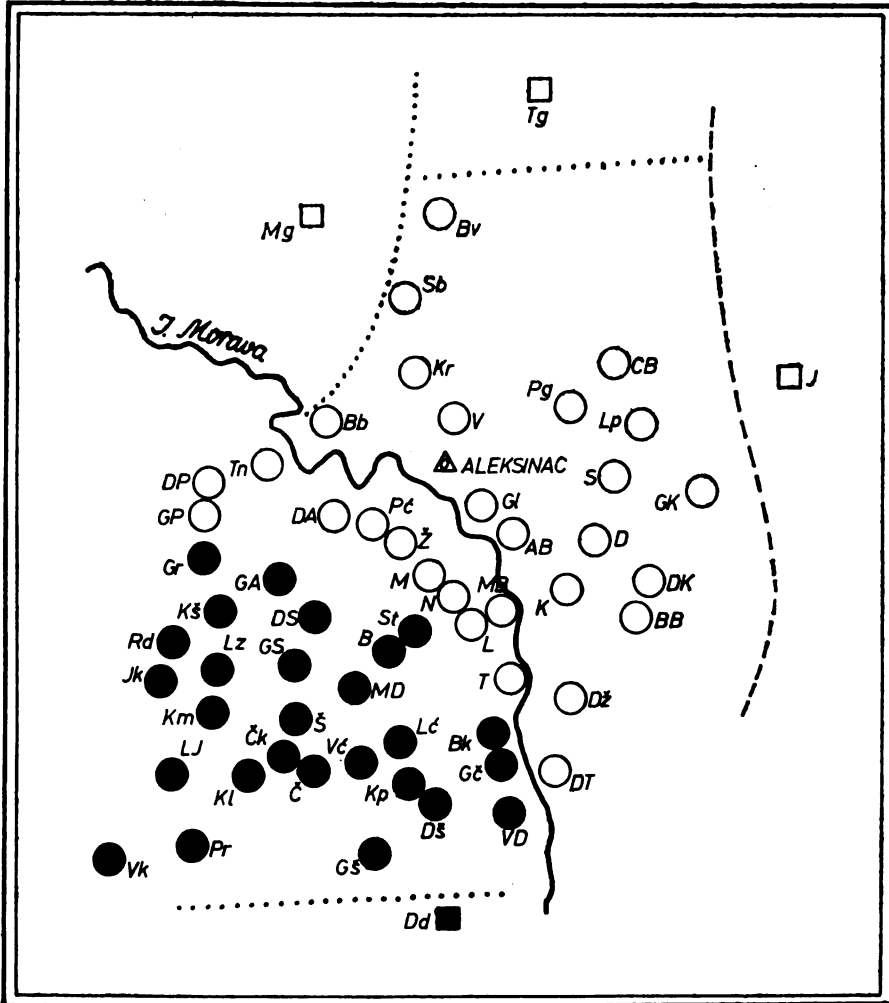 Tg
Mg
Bv
Sb
J. Morava
Kr
CB
J
Pg
Lp
Bb
V
Tn
ALEKSINAC
S
DP
GK
GP
DA
Pć
Gl
Ž
AB
D
Gr
GA
M
MB
DK
N
K
Kš
DS
St
BB
L
Rd
Lz
GS
B
Jk
MD
T
Dž
Km
Š
LJ
Čk
Vć
Lć
Bk
Gč
Kl
Č
Kp
DT
Dš
VD
Pr
Vk
Gš
Dd